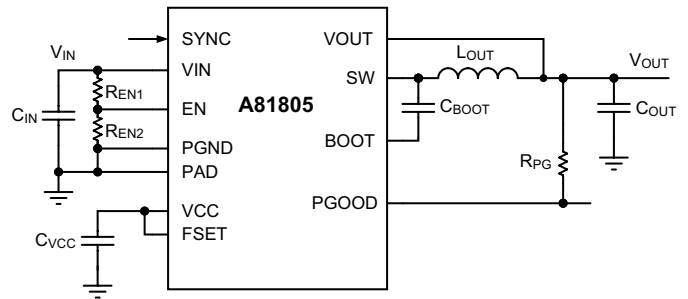 SYNC
VOUT
LOUT
VIN
VIN
SW
VOUT
REN1
CIN
EN
A81805
CBOOT
COUT
REN2
BOOT
PGND
RPG
PAD
PGOOD
VCC
CVCC
FSET